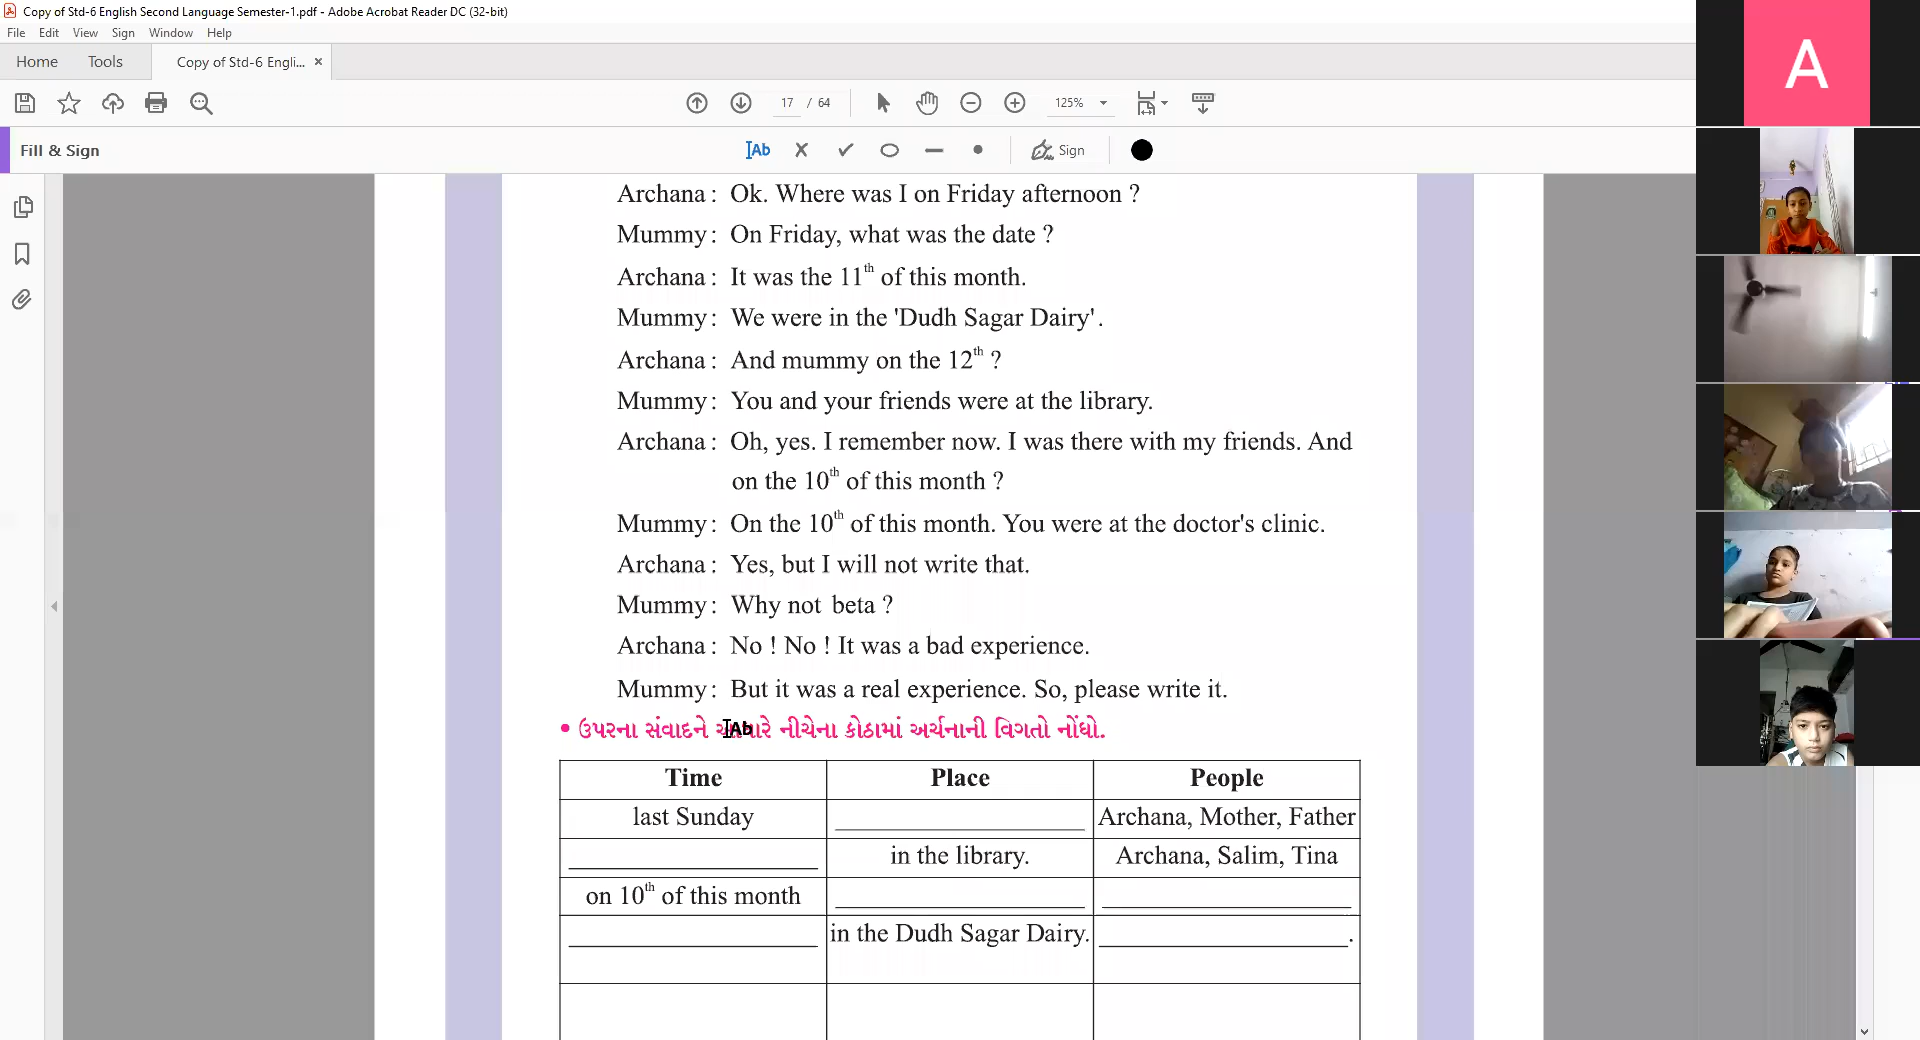 Copy of Std-6 English Second Language Semester-1.pdf - Adobe Acrobat Reader DC (32-bit)
File Edit View Sign Window Help
Home Tools Copy of Std-6 Engli... ×
17 / 64 125%
Fill & Sign Ab Sign
A
Archana : Ok. Where was I on Friday afternoon ?
Mummy : On Friday, what was the date ?
Archana : It was the 11th of this month.
Mummy : We were in the 'Dudh Sagar Dairy'.
Archana : And mummy on the 12th ?
Mummy : You and your friends were at the library.
Archana : Oh, yes. I remember now. I was there with my friends. And
on the 10th of this month ?
Mummy : On the 10th of this month. You were at the doctor's clinic.
Archana : Yes, but I will not write that.
Mummy : Why not beta ?
Archana : No ! No ! It was a bad experience.
Mummy : But it was a real experience. So, please write it.
• ઉપરના સંવાદને નીચેના કોઠામાં અર્ચનાની વિગતો નોંધો.
Time Place People
last Sunday Archana, Mother, Father
in the library. Archana, Salim, Tina
on 10th of this month
in the Dudh Sagar Dairy. .